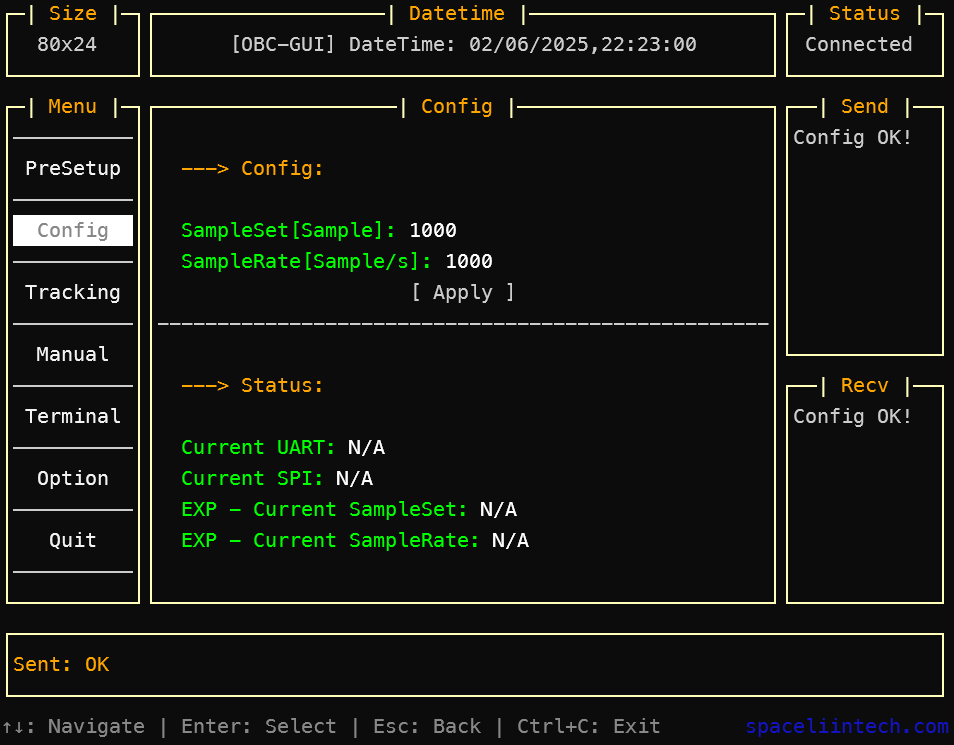 | Size |
80x24
| Datetime |
[OBC-GUI] DateTime: 02/06/2025,22:23:00
| Status |
Connected
| Menu |
PreSetup
Config
Tracking
Manual
Terminal
Option
Quit
| Config |
---> Config:
SampleSet[Sample]: 1000
SampleRate[Sample/s]: 1000
[ Apply ]
---> Status:
Current UART: N/A
Current SPI: N/A
EXP - Current SampleSet: N/A
EXP - Current SampleRate: N/A
| Send |
Config OK!
| Recv |
Config OK!
Sent: OK
↑↓: Navigate | Enter: Select | Esc: Back | Ctrl+C: Exit
spaceliintech.com